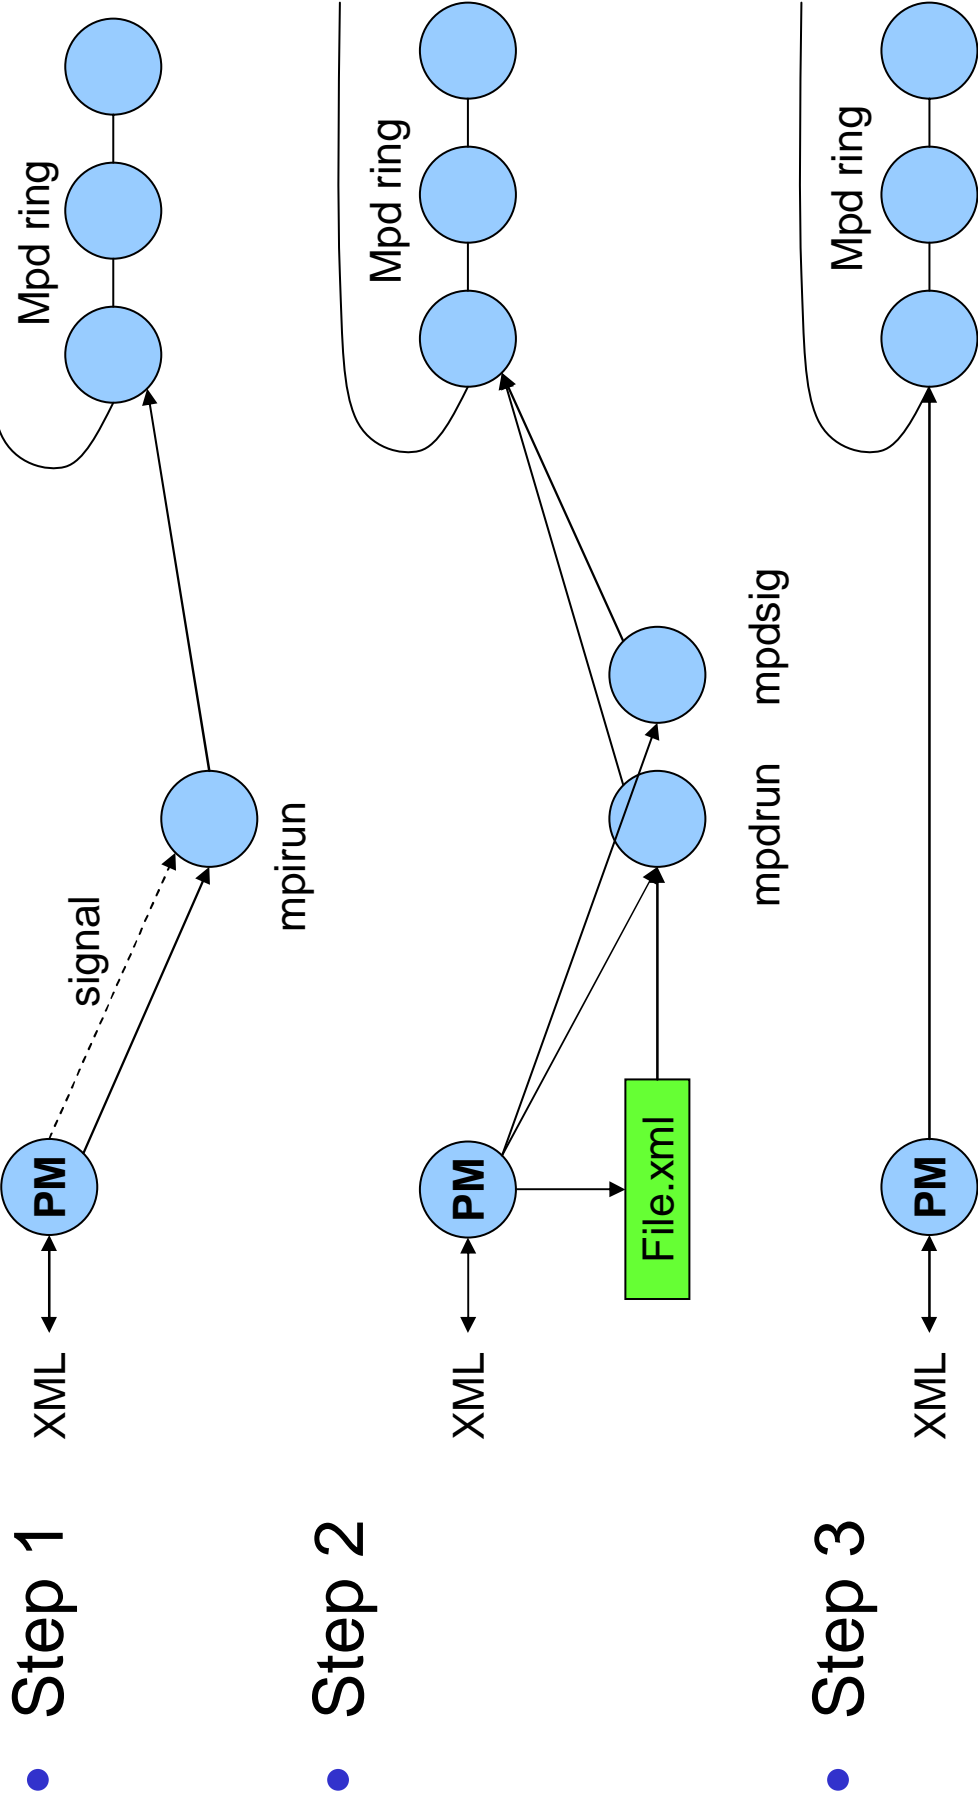 • Step 1
XML
PM
signal
mpirun
Mpd ring
• Step 2
XML
PM
File.xml
mpdrun
mpdsig
Mpd ring
• Step 3
XML
PM
Mpd ring